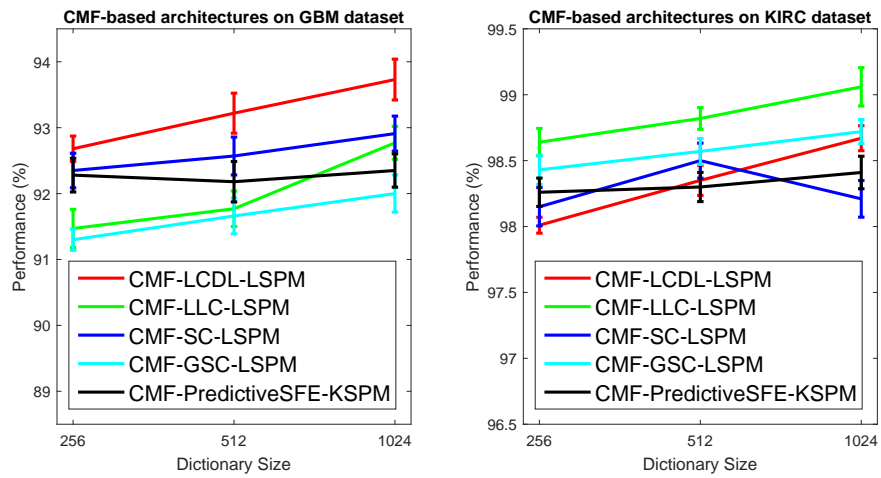 CMF-based architectures on GBM dataset
94
93
92
91
90
89
Performance (%)
CMF-LCDL-LSPM
CMF-LLC-LSPM
CMF-SC-LSPM
CMF-GSC-LSPM
CMF-PredictiveSFE-KSPM
256
512
1024
Dictionary Size
CMF-based architectures on KIRC dataset
99.5
99
98.5
98
97.5
97
96.5
Performance (%)
CMF-LCDL-LSPM
CMF-LLC-LSPM
CMF-SC-LSPM
CMF-GSC-LSPM
CMF-PredictiveSFE-KSPM
256
512
1024
Dictionary Size